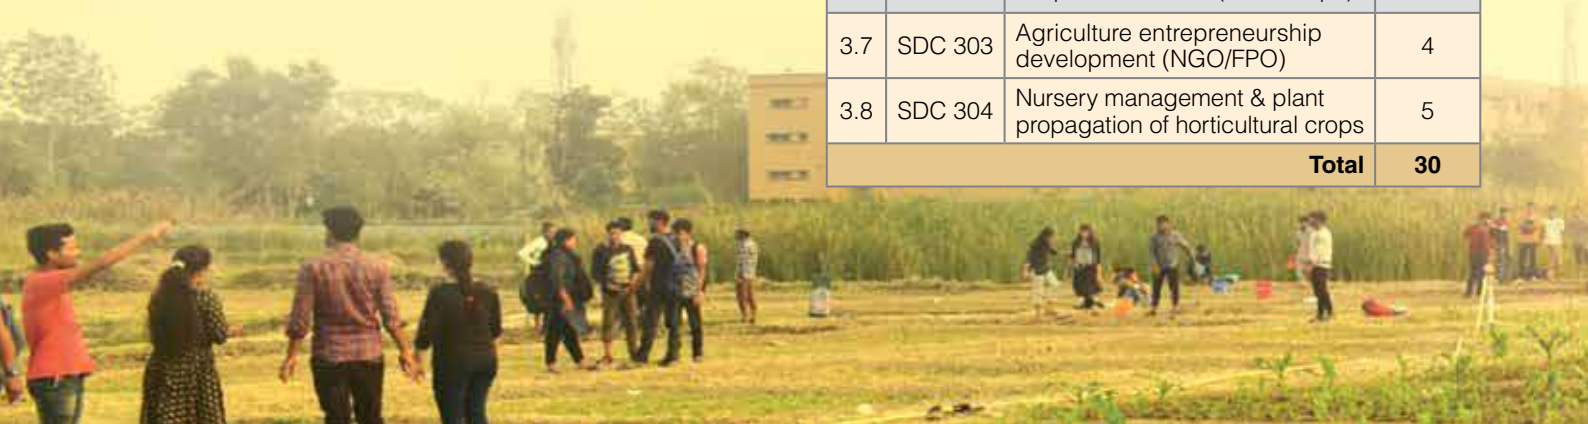 3.7 SDC 303 Agriculture entrepreneurship
development (NGO/FPO) 4
3.8 SDC 304 Nursery management & plant
propagation of horticultural crops 5
Total 30